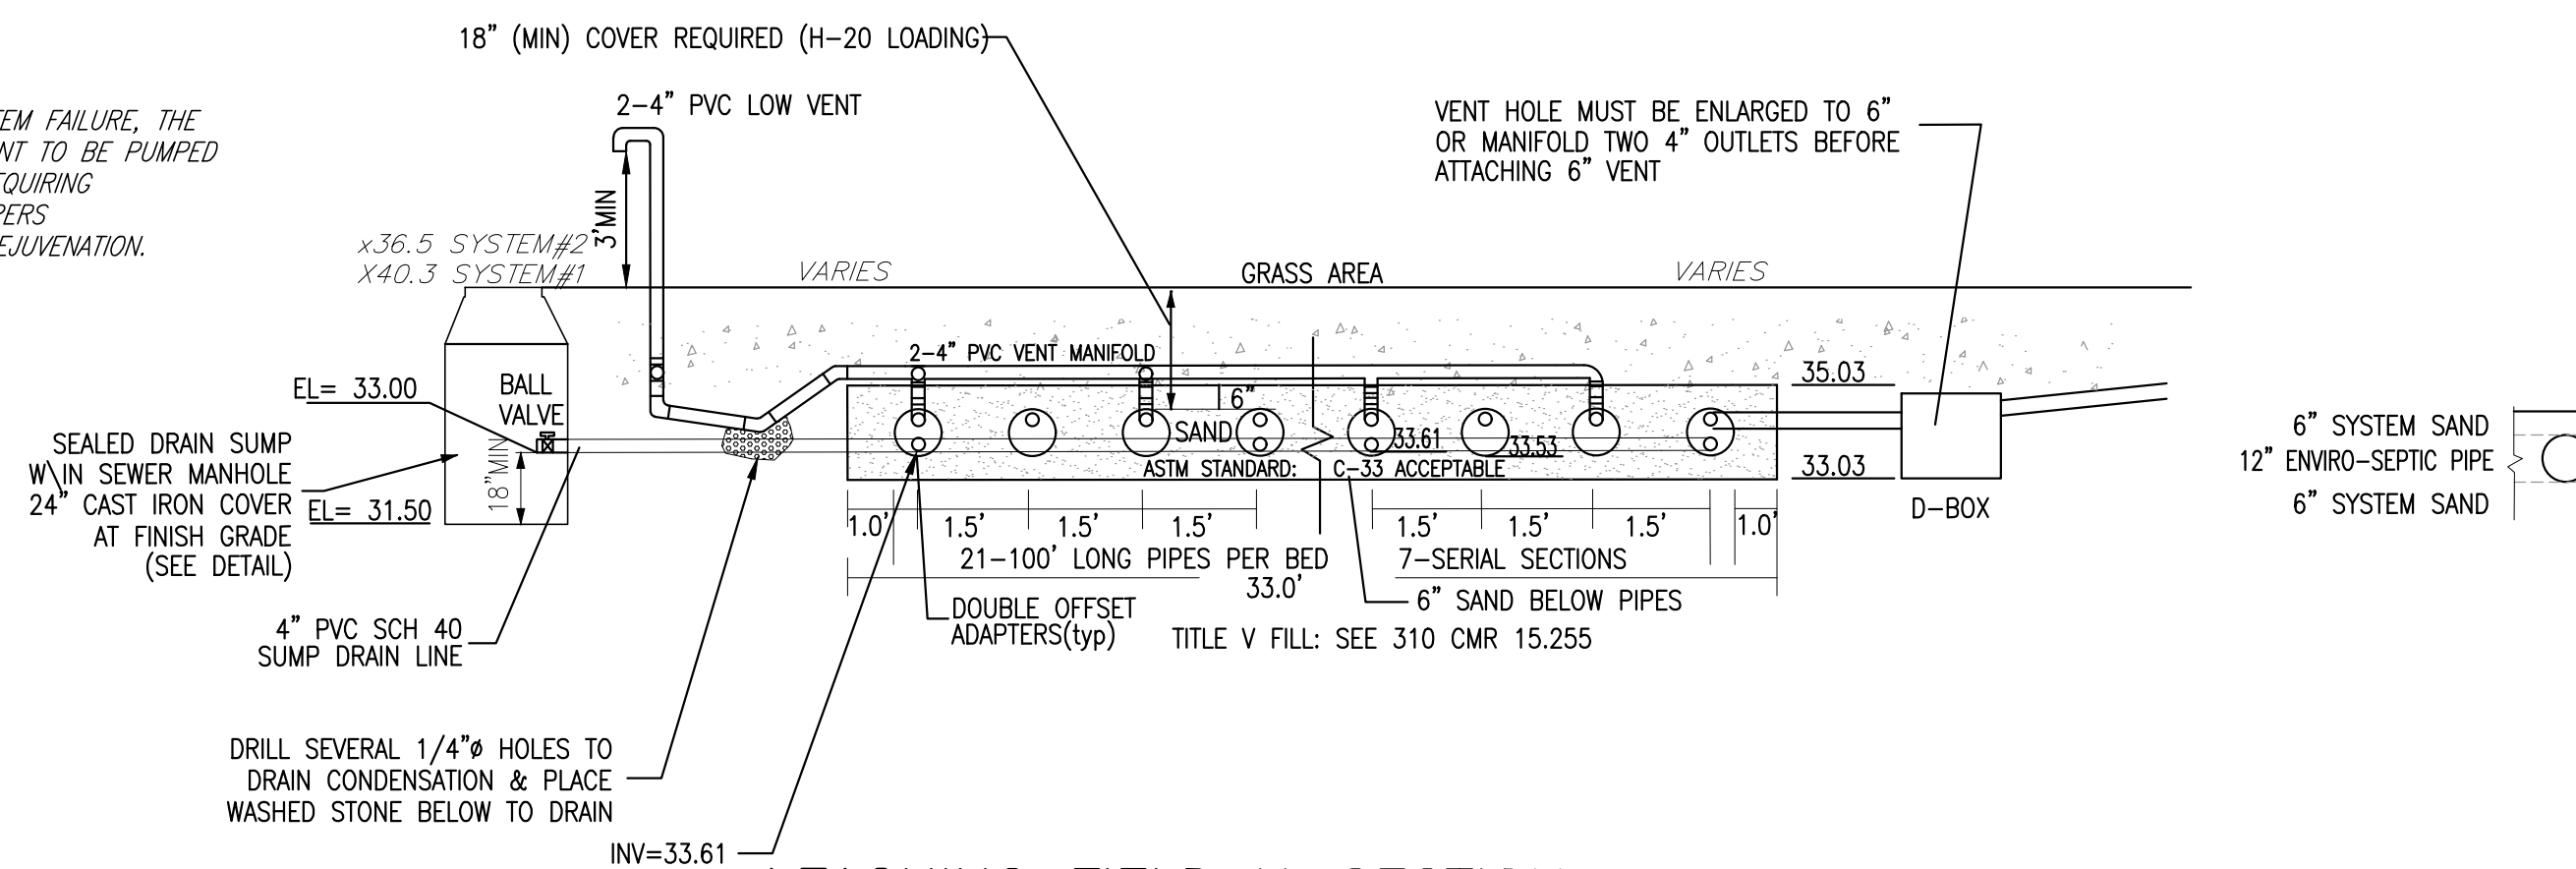 18" (MIN) COVER REQUIRED (H-20 LOADING)
2-4" PVC LOW VENT
VENT HOLE MUST BE ENLARGED TO 6"
OR MANIFOLD TWO 4" OUTLETS BEFORE
ATTACHING 6" VENT
FAILURE, THE
TO BE PUMPED
3'MIN
x36.5 SYSTEM#2
X40.3 SYSTEM#1
VARIES
GRASS AREA
VARIES
2-4" PVC VENT MANIFOLD
35.03
EL= 33.00
BALL
VALVE
6"
SAND
33.61
33.53
ASTM STANDARD: C-33 ACCEPTABLE
33.03
D-BOX
SEALED DRAIN SUMP
W\IN SEWER MANHOLE
24" CAST IRON COVER
AT FINISH GRADE
(SEE DETAIL)
18"MIN
EL= 31.50
6" SYSTEM SAND
12" ENVIRO-SEPTIC PIPE
6" SYSTEM SAND
1.0'
1.5'
1.5'
1.5'
1.5'
1.5'
1.5'
1.0'
21-100' LONG PIPES PER BED
7-SERIAL SECTIONS
33.0'
6" SAND BELOW PIPES
DOUBLE OFFSET
ADAPTERS(typ)
TITLE V FILL: SEE 310 CMR 15.255
4" PVC SCH 40
SUMP DRAIN LINE
DRILL SEVERAL 1/4"ø HOLES TO
DRAIN CONDENSATION & PLACE
WASHED STONE BELOW TO DRAIN
INV=33.61